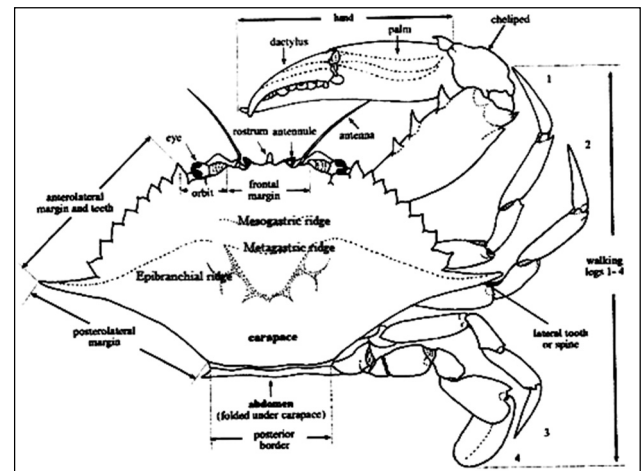 hand
cheliped
palm
dactylus
1
rostrum
antennule
antenna
eye
2
orbit
frontal
margin
anterolateral
margin and teeth
Mesogastric ridge
Metagastric ridge
Epibranchial ridge
walking
legs 1- 4
posterolateral
margin
carapace
lateral tooth
or spine
abdomen
(folded under carapace)
posterior
border
3
4